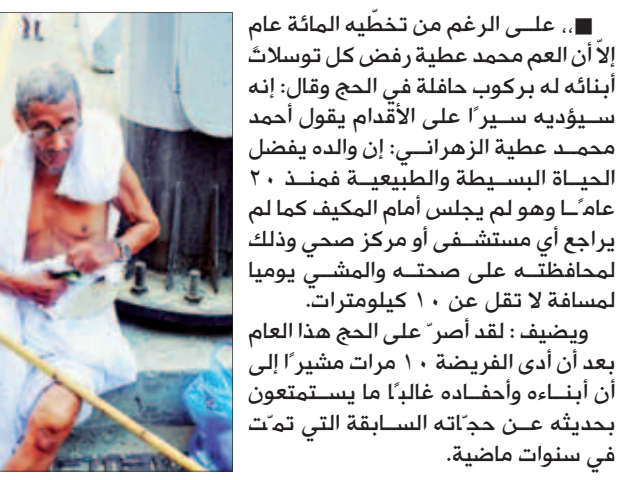 ■،، علـى الرغم من تخطّيه المائة عام
إلاّ أن العم محمد عطية رفض كل توسلاتً
أبنائه له بركوب حافلة في الحج وقال: إنه
سـيؤديه سـيرًا على الأقدام يقول أحمد
محمـد عطية الزهرانـي: إن والده يفضل
الحيـاة البسـيطة والطبيعيـة فمنـذ ٢٠
عامًـا وهو لم يجلس أمام المكيف كما لم
يراجع أي مستشـفى أو مركز صحي وذلك
لمحافظتـه على صحتـه والمشـي يوميا
لمسافة لا تقل عن ١٠ كيلومترات.
ويضيف : لقد أصرّ على الحج هذا العام
بعد أن أدى الفريضة ١٠ مرات مشيرًا إلى
أن أبنـاءه وأحفـاده غالبًا ما يسـتمتعون
بحديثه عـن حجّاته السـابقة التي تمّت
في سنوات ماضية.